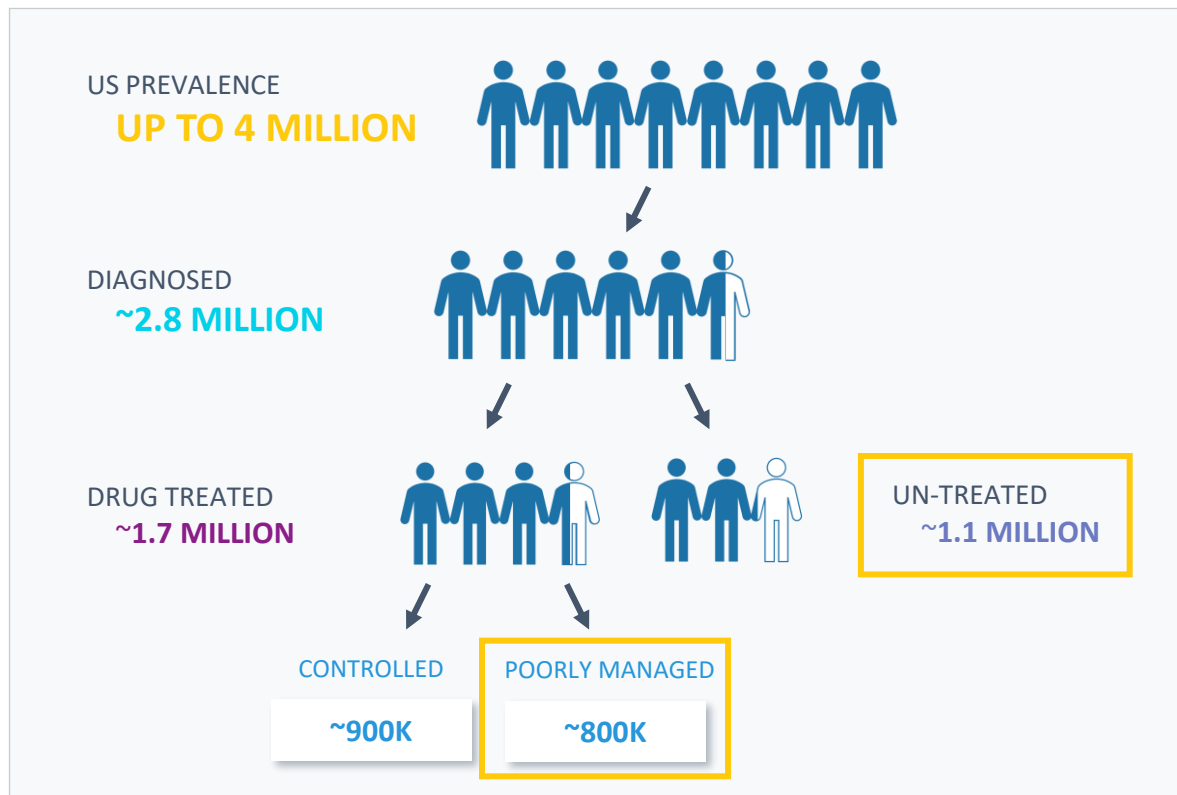 US PREVALENCE
UP TO 4 MILLION
DIAGNOSED
~2.8 MILLION
DRUG TREATED
~1.7 MILLION
UN-TREATED
~1.1 MILLION
CONTROLLED
~900K
POORLY MANAGED
~800K